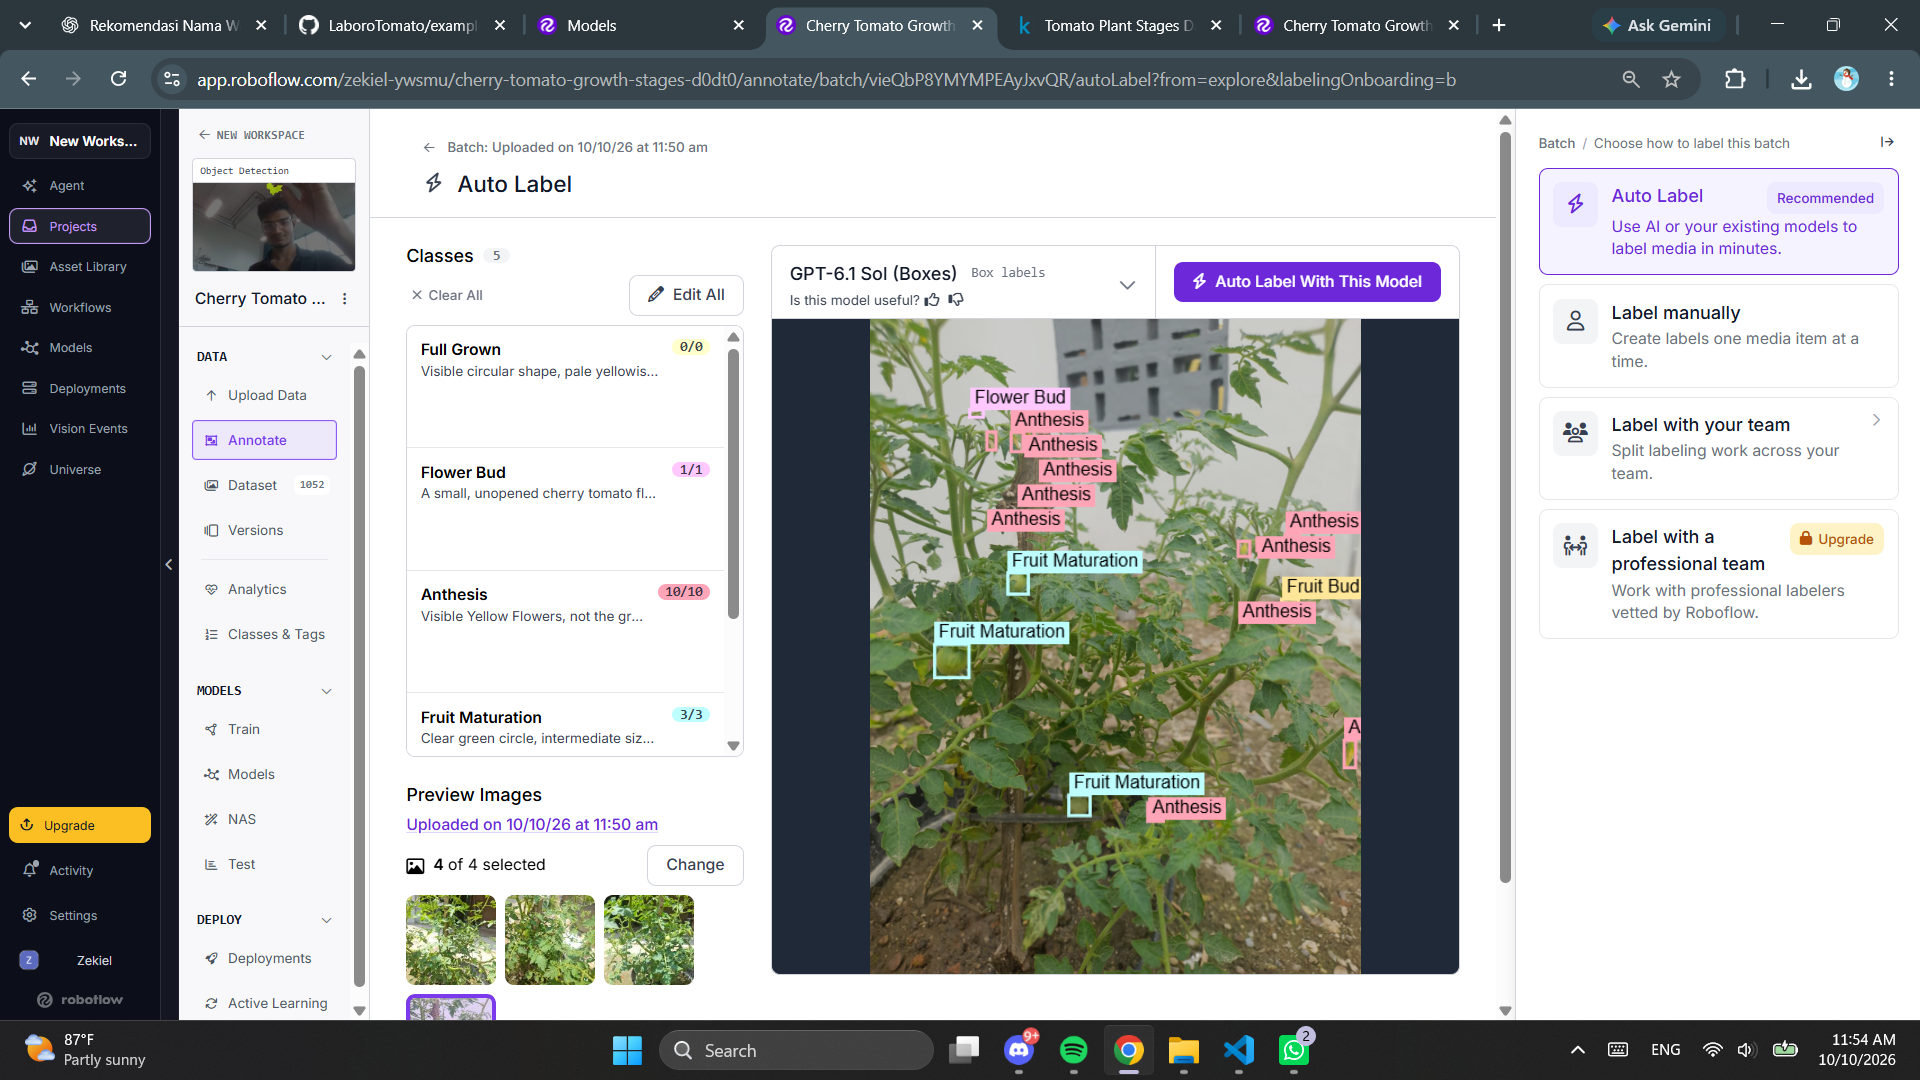 Rekomendasi Nama W
LaboroTomato/examp
Models
Cherry Tomato Growth
Tomato Plant Stages D
Cherry Tomato Growth
Ask Gemini
app.roboflow.com/zekiel-ywsmu/cherry-tomato-growth-stages-d0dt0/annotate/batch/vieQbP8YMYMPEAyJxvQR/autoLabel?from=explore&labelingOnboarding=b
NW New Works...
Agent
Projects
Asset Library
Workflows
Models
Deployments
Vision Events
Universe
Upgrade
Activity
Settings
Z Zekiel
roboflow
NEW WORKSPACE
Object Detection
Cherry Tomato ...
DATA
Upload Data
Annotate
Dataset 1052
Versions
Analytics
Classes & Tags
MODELS
Train
Models
NAS
Test
DEPLOY
Deployments
Active Learning
Batch: Uploaded on 10/10/26 at 11:50 am
Auto Label
Classes 5
Clear All
Edit All
Full Grown 0/0
Visible circular shape, pale yellowis...
Flower Bud 1/1
A small, unopened cherry tomato fl...
Anthesis 10/10
Visible Yellow Flowers, not the gr...
Fruit Maturation 3/3
Clear green circle, intermediate siz...
Preview Images
Uploaded on 10/10/26 at 11:50 am
4 of 4 selected
Change
GPT-6.1 Sol (Boxes) Box labels
Is this model useful?
Auto Label With This Model
Flower Bud
Anthesis
Anthesis
Anthesis
Anthesis
Anthesis
Anthesis
Anthesis
Fruit Maturation
Fruit Bud
Anthesis
Fruit Maturation
A
Fruit Maturation
Anthesis
Batch / Choose how to label this batch
Auto Label Recommended
Use AI or your existing models to
label media in minutes.
Label manually
Create labels one media item at a
time.
Label with your team
Split labeling work across your
team.
Label with a
professional team
Upgrade
Work with professional labelers
vetted by Roboflow.
87°F
Partly sunny
Search
9+
2
ENG
11:54 AM
10/10/2026